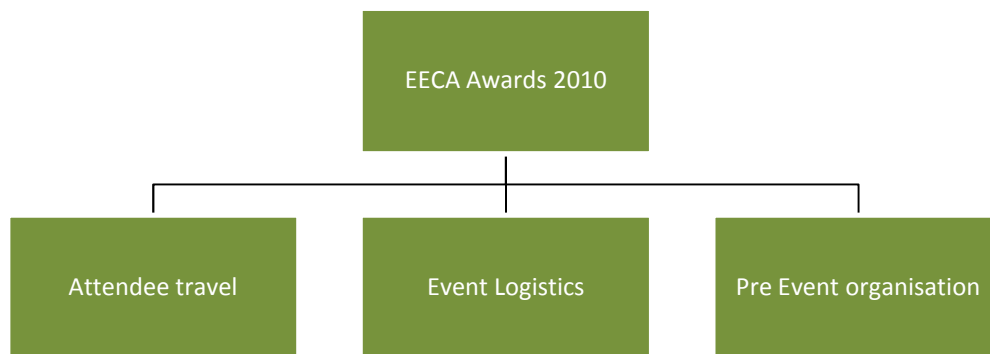 EECA Awards 2010
Attendee travel
Event Logistics
Pre Event organisation